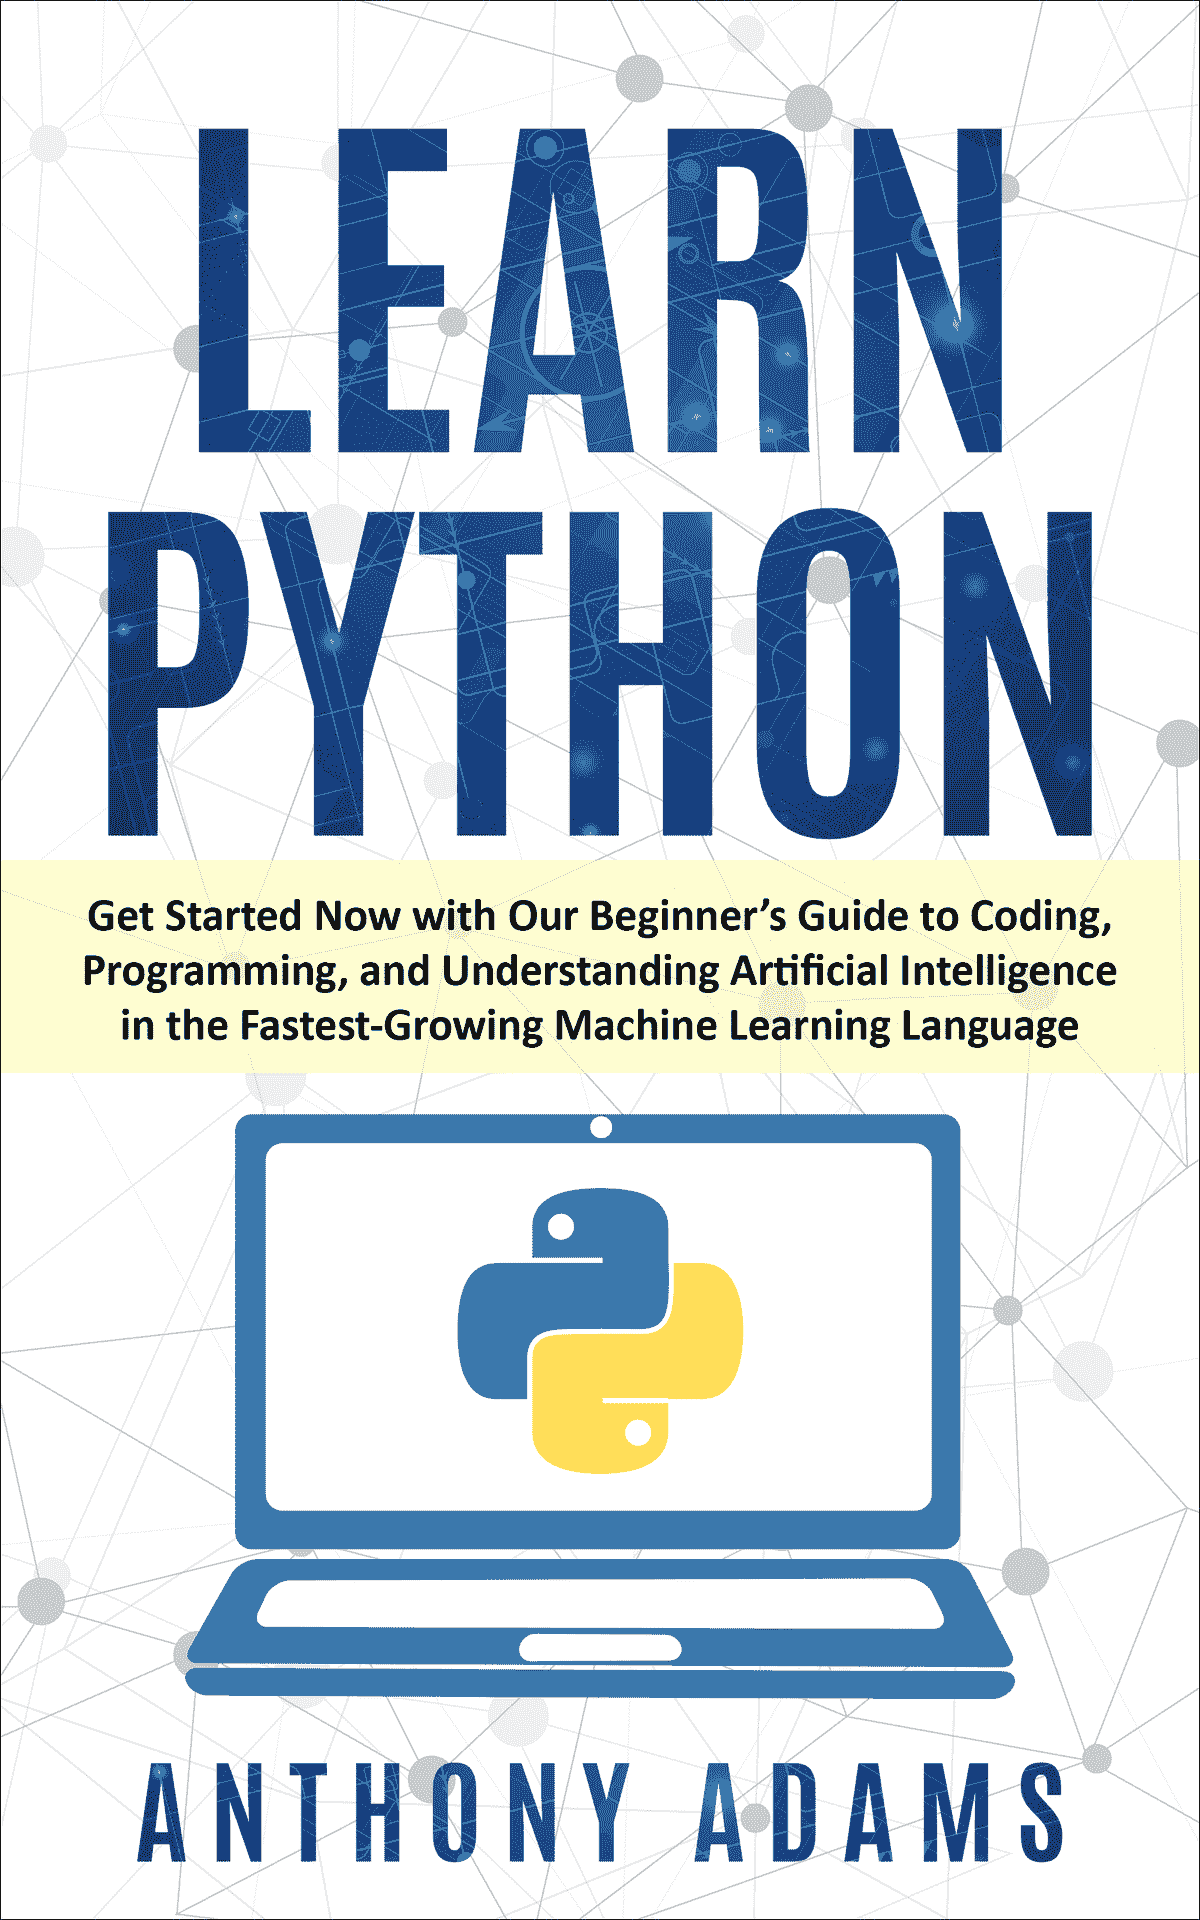 LEARN
PYTHON
Get Started Now with Our Beginner’s Guide to Coding,
Programming, and Understanding Artificial Intelligence
in the Fastest-Growing Machine Learning Language
ANTHONY ADAMS